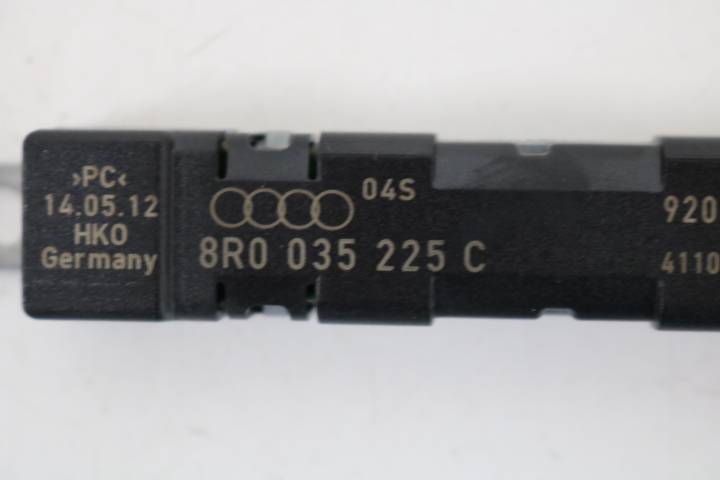 ›PC‹
14.05.12
HKO
Germany
04S
8R0 035 225 C
920
4110